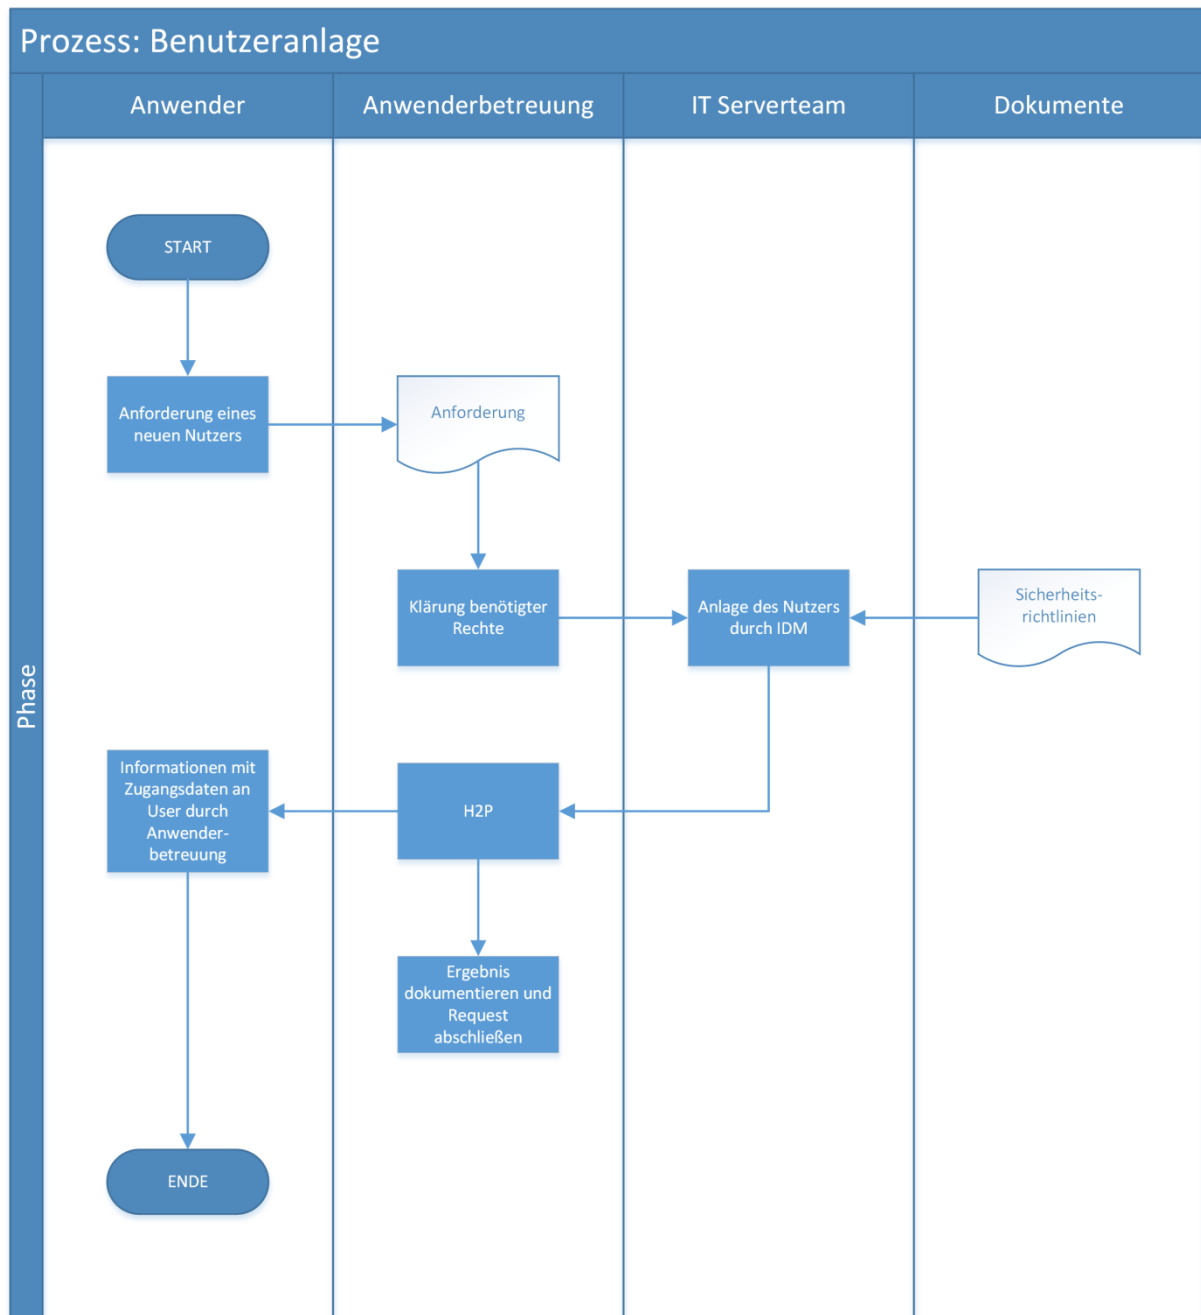 Prozess: Benutzeranlage
Anwender
Anwenderbetreuung
IT Serverteam
Dokumente
Phase
START
Anforderung eines
neuen Nutzers
Anforderung
Klärung benötigter
Rechte
Anlage des Nutzers
durch IDM
Sicherheits-
richtlinien
Informationen mit
Zugangsdaten an
User durch
Anwender-
betreuung
H2P
Ergebnis
dokumentieren und
Request
abschließen
ENDE